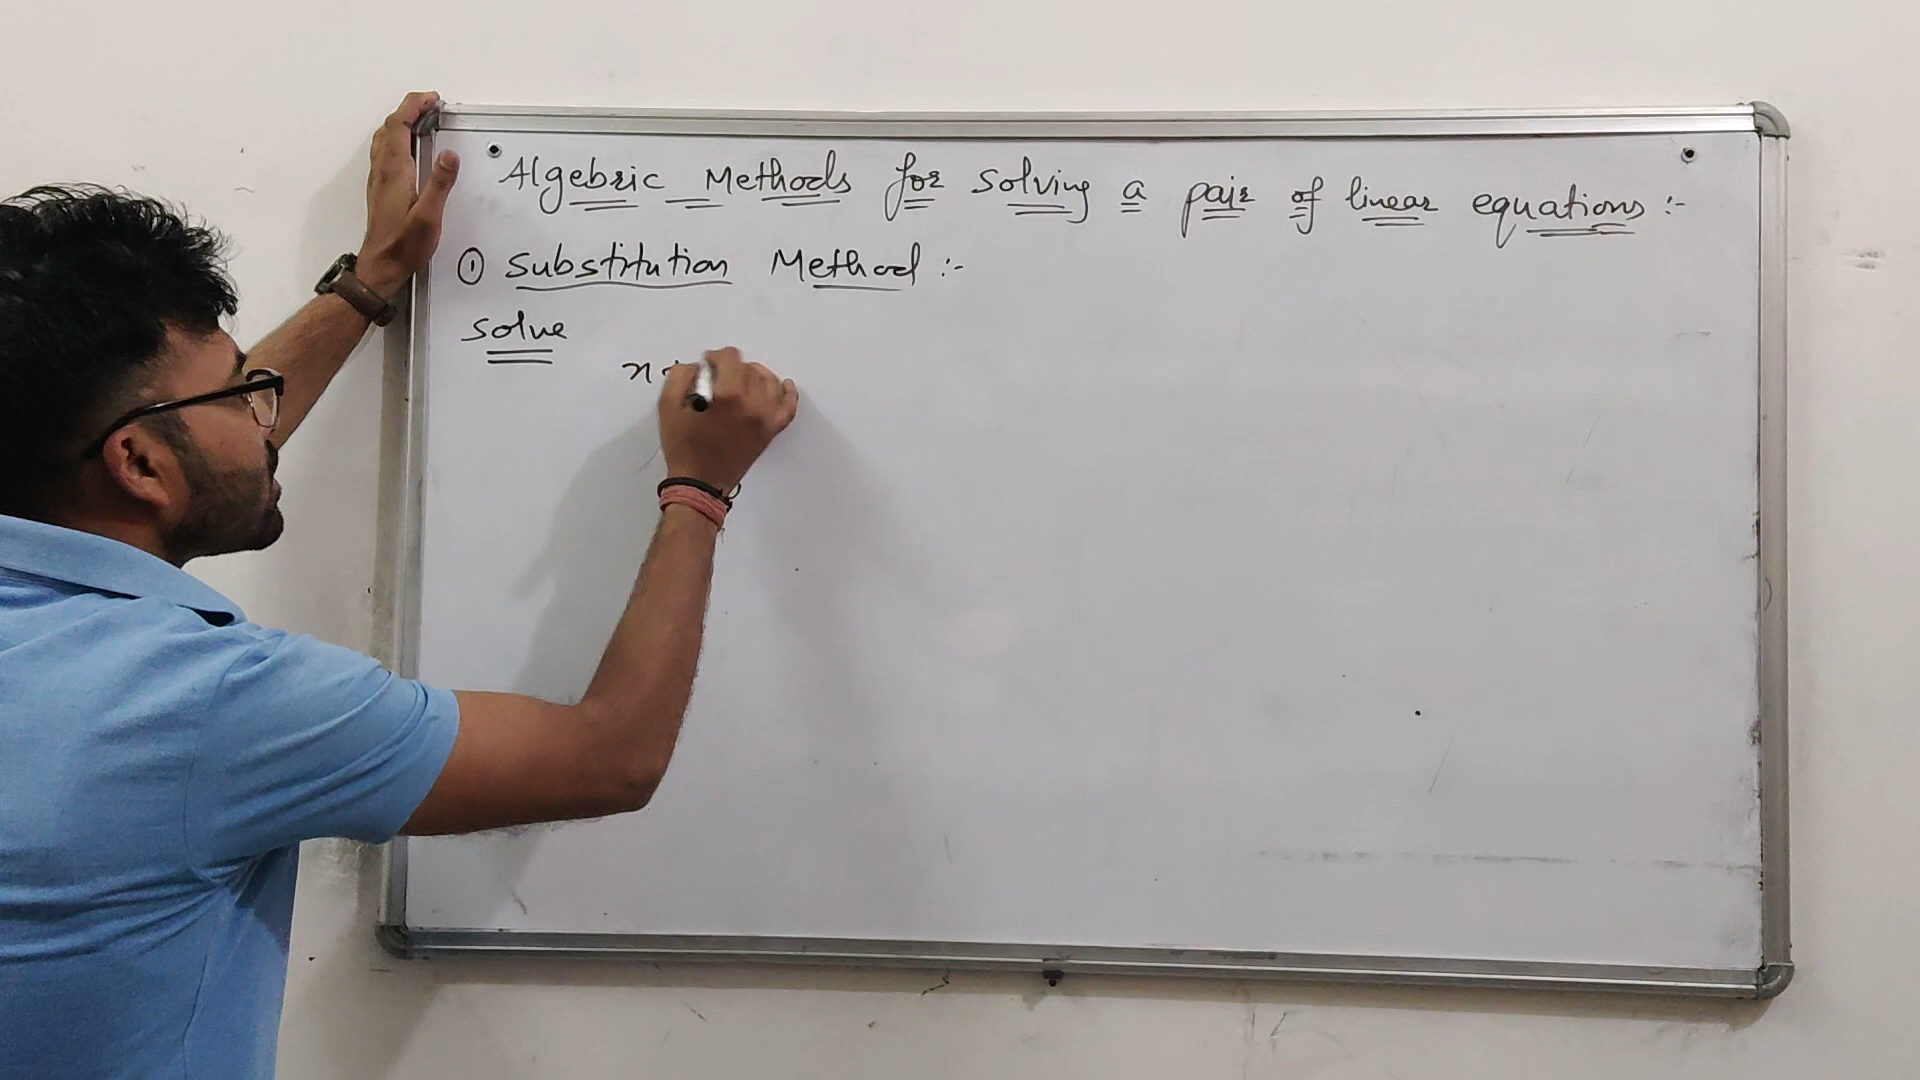 Algebric Methods for solving a pair of linear equations :-
① Substitution Method :-
Solve
x +